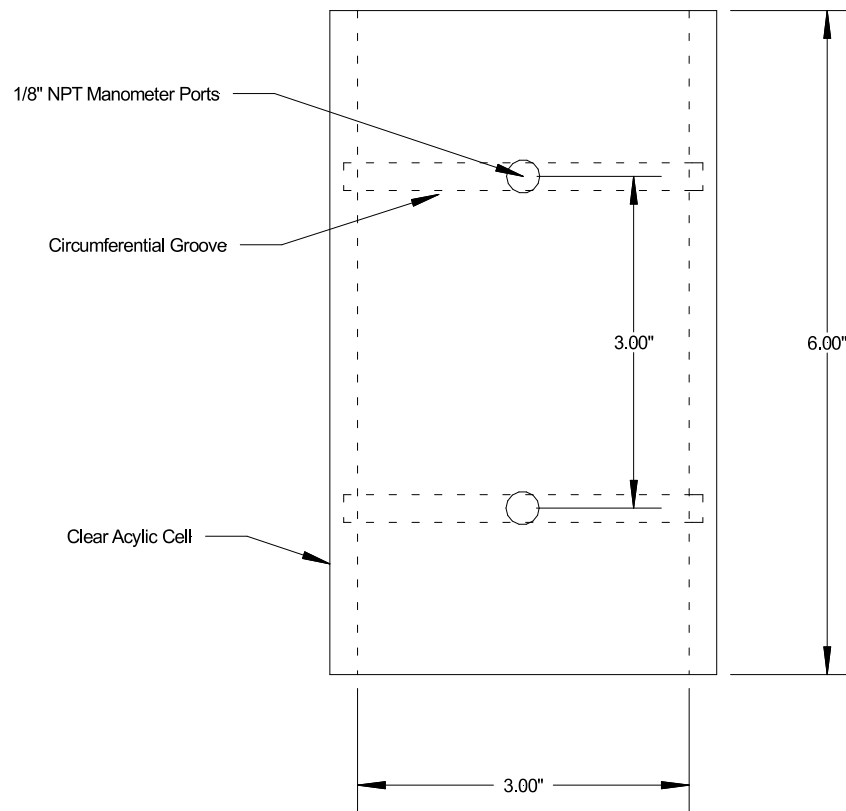 1/8" NPT Manometer Ports
Circumferential Groove
3.00"
6.00"
Clear Acylic Cell
3.00"